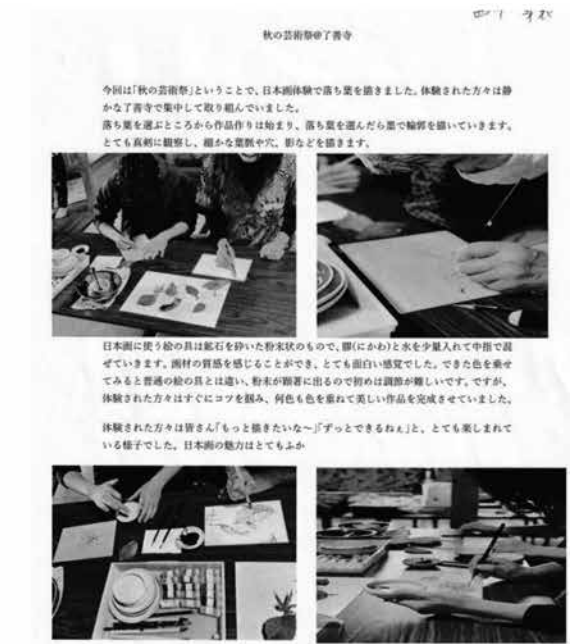 秋の芸術祭@了善寺
今回は「秋の芸術祭」ということで、日本画体験で落ち葉を描きました。体験された方々は静
かな了善寺で集中して取り組んでいました。
落ち葉を選ぶところから作品作りは始まり、落ち葉を選んだら墨で輪郭を描いていきます。
とても真剣に観察し、細かな葉脈や穴、影などを描きます。
日本画に使う絵の具は鉱石を砕いた粉末状のもので、膠(にかわ)と水を少量入れて中指で混
ぜていきます。画材の質感を感じることができ、とても面白い感覚でした。できた色を乗せ
てみると普通の絵の具とは違い、粉末が顕著に出るので初めは調節が難しいです。ですが、
体験された方々はすぐにコツを掴み、何色も色を重ねて美しい作品を完成させていました。
体験された方々は皆さん「もっと描きたいな～」「ずっとできるねぇ」と、とても楽しまれて
いる様子でした。日本画の魅力はとてもふか